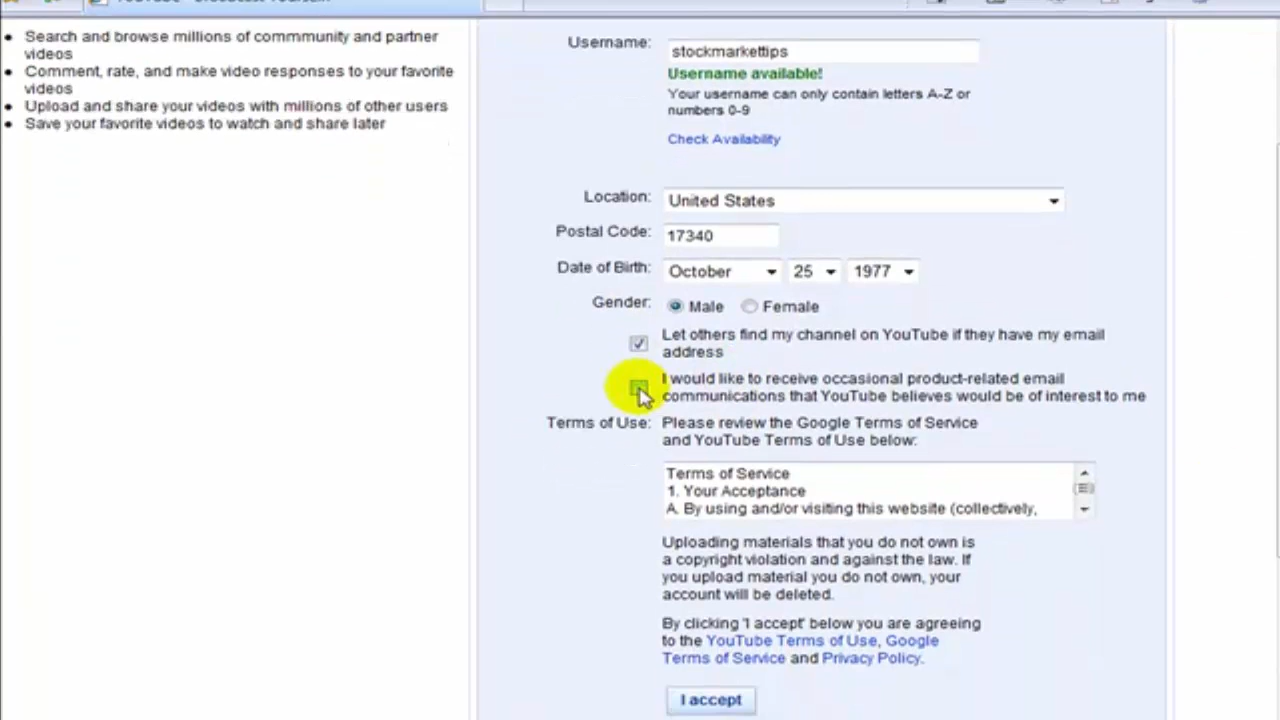 Search and browse millions of commmunity and partner
videos
Comment, rate, and make video responses to your favorite
videos
Upload and share your videos with millions of other users
Save your favorite videos to watch and share later
Username: stockmarkettips
Username available!
Your username can only contain letters A-Z or
numbers 0-9
Check Availability
Location: United States
Postal Code: 17340
Date of Birth: October 25 1977
Gender: Male Female
Let others find my channel on YouTube if they have my email
address
I would like to receive occasional product-related email
communications that YouTube believes would be of interest to me
Terms of Use: Please review the Google Terms of Service
and YouTube Terms of Use below:
Terms of Service
1. Your Acceptance
A. By using and/or visiting this website (collectively,
Uploading materials that you do not own is
a copyright violation and against the law. If
you upload material you do not own, your
account will be deleted.
By clicking 'I accept' below you are agreeing
to the YouTube Terms of Use, Google
Terms of Service and Privacy Policy.
I accept